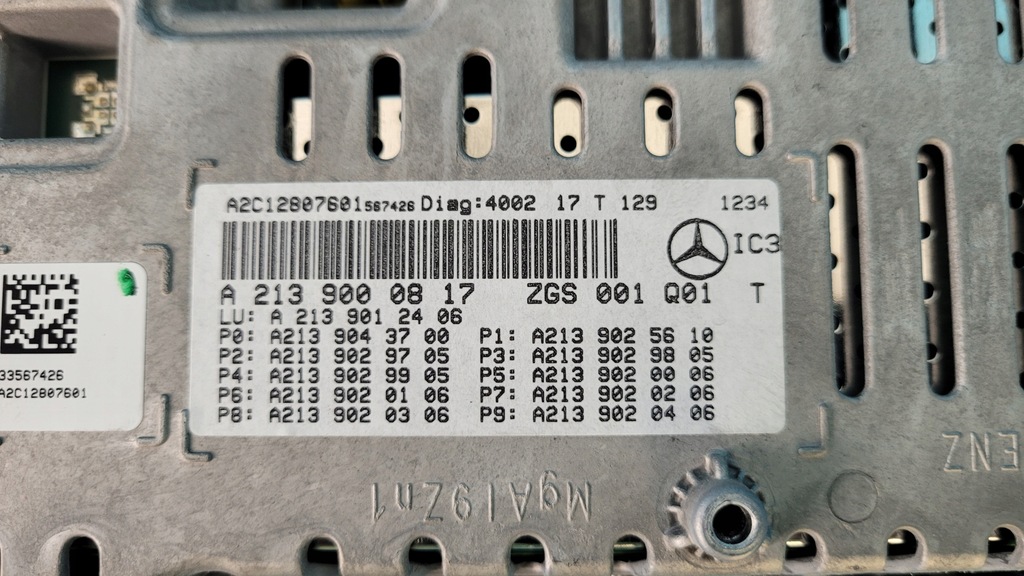 A2C12807601567426 Diag:4002 17 T 129 1234
IC3
A 213 900 08 17 ZGS 001 Q01 T
LU: A 213 901 24 06
P0: A213 904 37 00 P1: A213 902 56 10
P2: A213 902 97 05 P3: A213 902 98 05
P4: A213 902 99 05 P5: A213 902 00 06
P6: A213 902 01 06 P7: A213 902 02 06
P8: A213 902 03 06 P9: A213 902 04 06
33567426
A2C12807601
ENZ
MgAl9Zn1